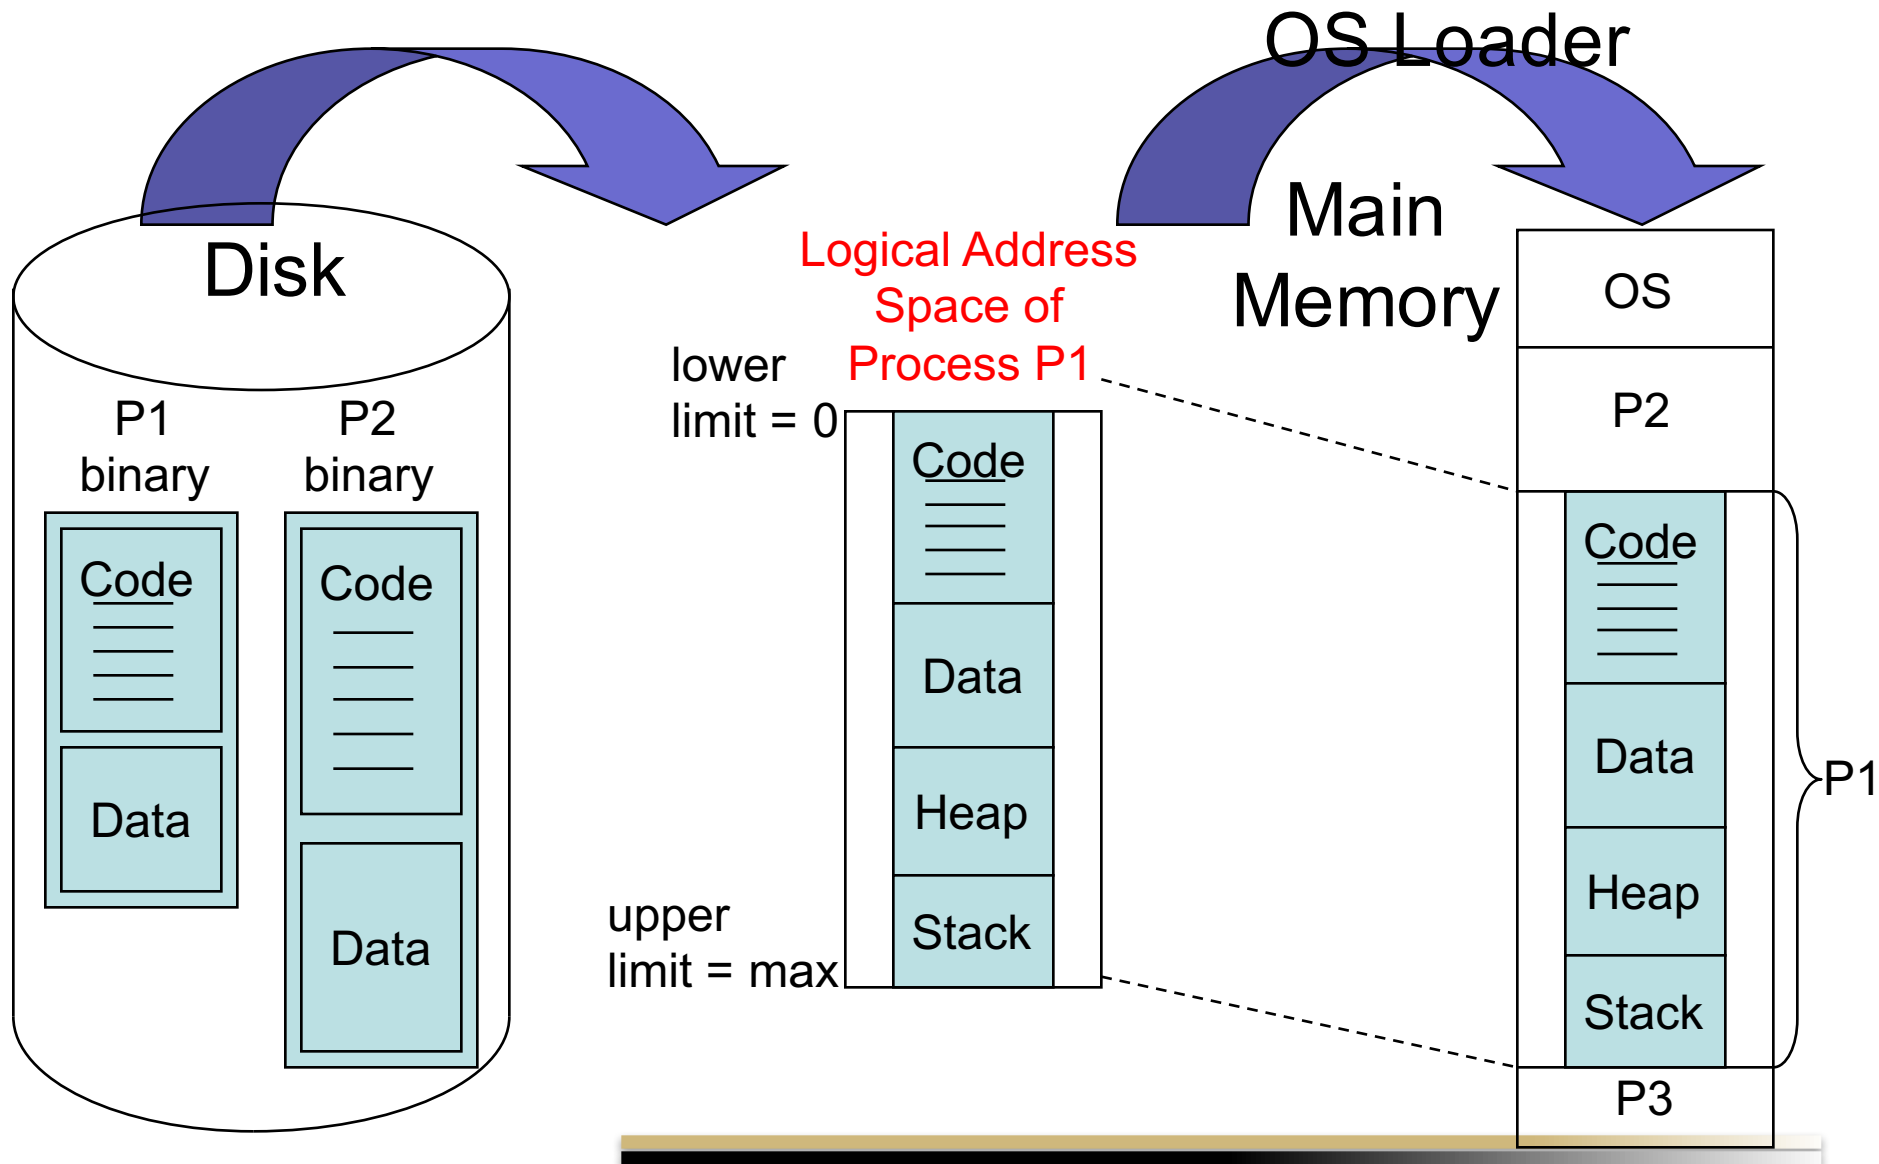 OS Loader
Disk
P1
binary
P2
binary
Code
Data
Code
Data
Logical Address
Space of
Process P1
lower
limit = 0
Code
Data
Heap
Stack
upper
limit = max
Main
Memory
OS
P2
Code
Data
Heap
Stack
P1
P3